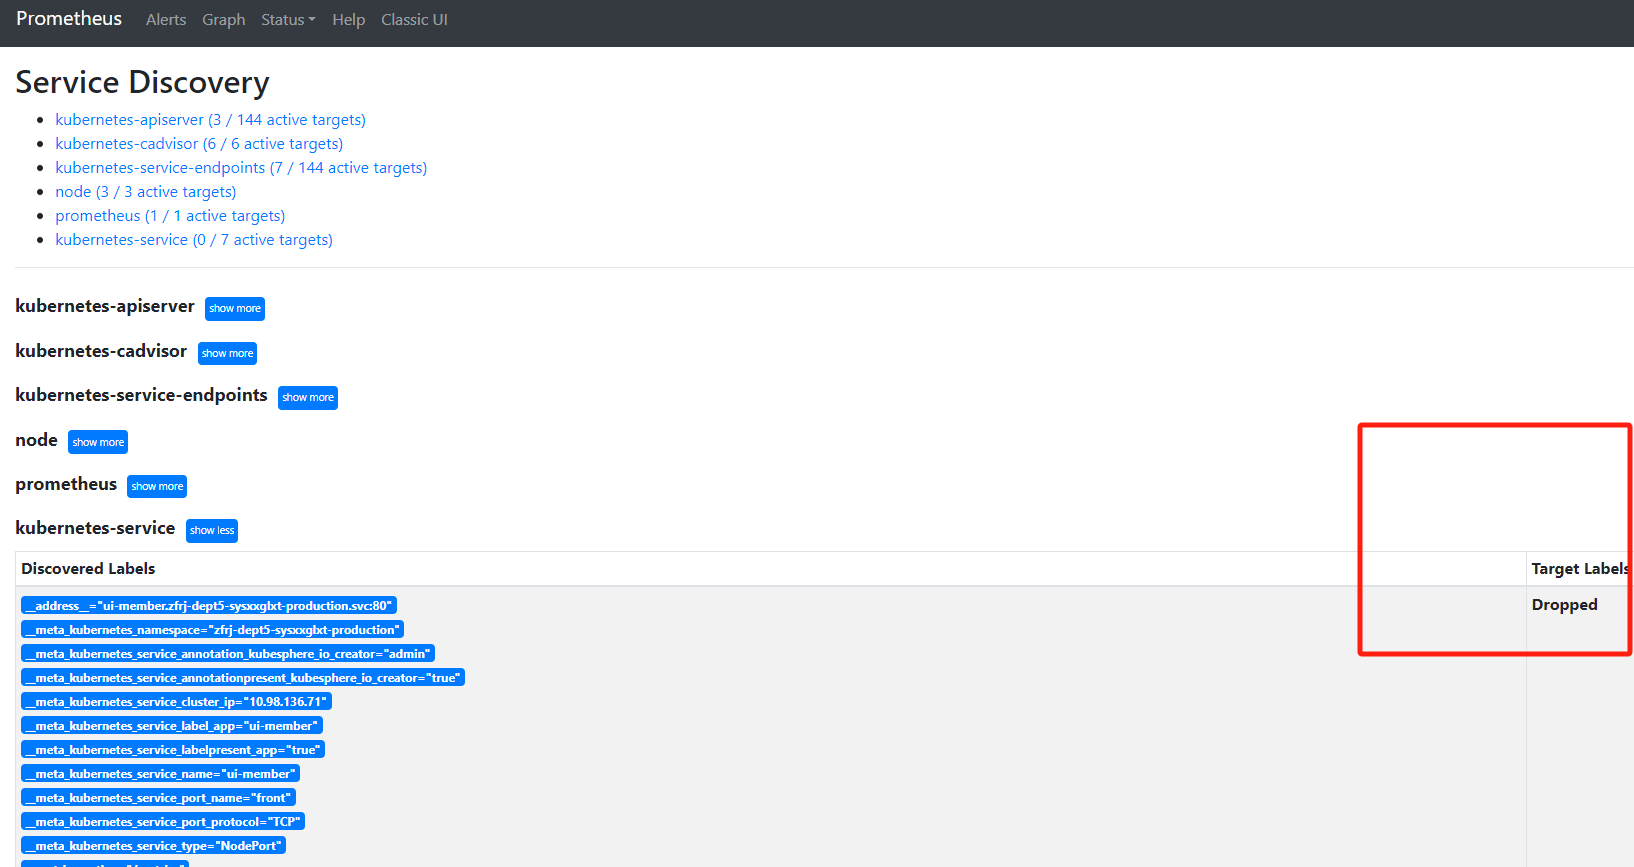 Prometheus Alerts Graph Status Help Classic UI
Service Discovery
kubernetes-apiserver (3 / 144 active targets)
kubernetes-cadvisor (6 / 6 active targets)
kubernetes-service-endpoints (7 / 144 active targets)
node (3 / 3 active targets)
prometheus (1 / 1 active targets)
kubernetes-service (0 / 7 active targets)
kubernetes-apiserver show more
kubernetes-cadvisor show more
kubernetes-service-endpoints show more
node show more
prometheus show more
kubernetes-service show less
Discovered Labels Target Labels
__address__="ui-member.zfrj-dept5-sysxxglxt-production.svc:80" Dropped
__meta_kubernetes_namespace="zfrj-dept5-sysxxglxt-production"
__meta_kubernetes_service_annotation_kubesphere_io_creator="admin"
__meta_kubernetes_service_annotationpresent_kubesphere_io_creator="true"
__meta_kubernetes_service_cluster_ip="10.98.136.71"
__meta_kubernetes_service_label_app="ui-member"
__meta_kubernetes_service_labelpresent_app="true"
__meta_kubernetes_service_name="ui-member"
__meta_kubernetes_service_port_name="front"
__meta_kubernetes_service_port_protocol="TCP"
__meta_kubernetes_service_type="NodePort"